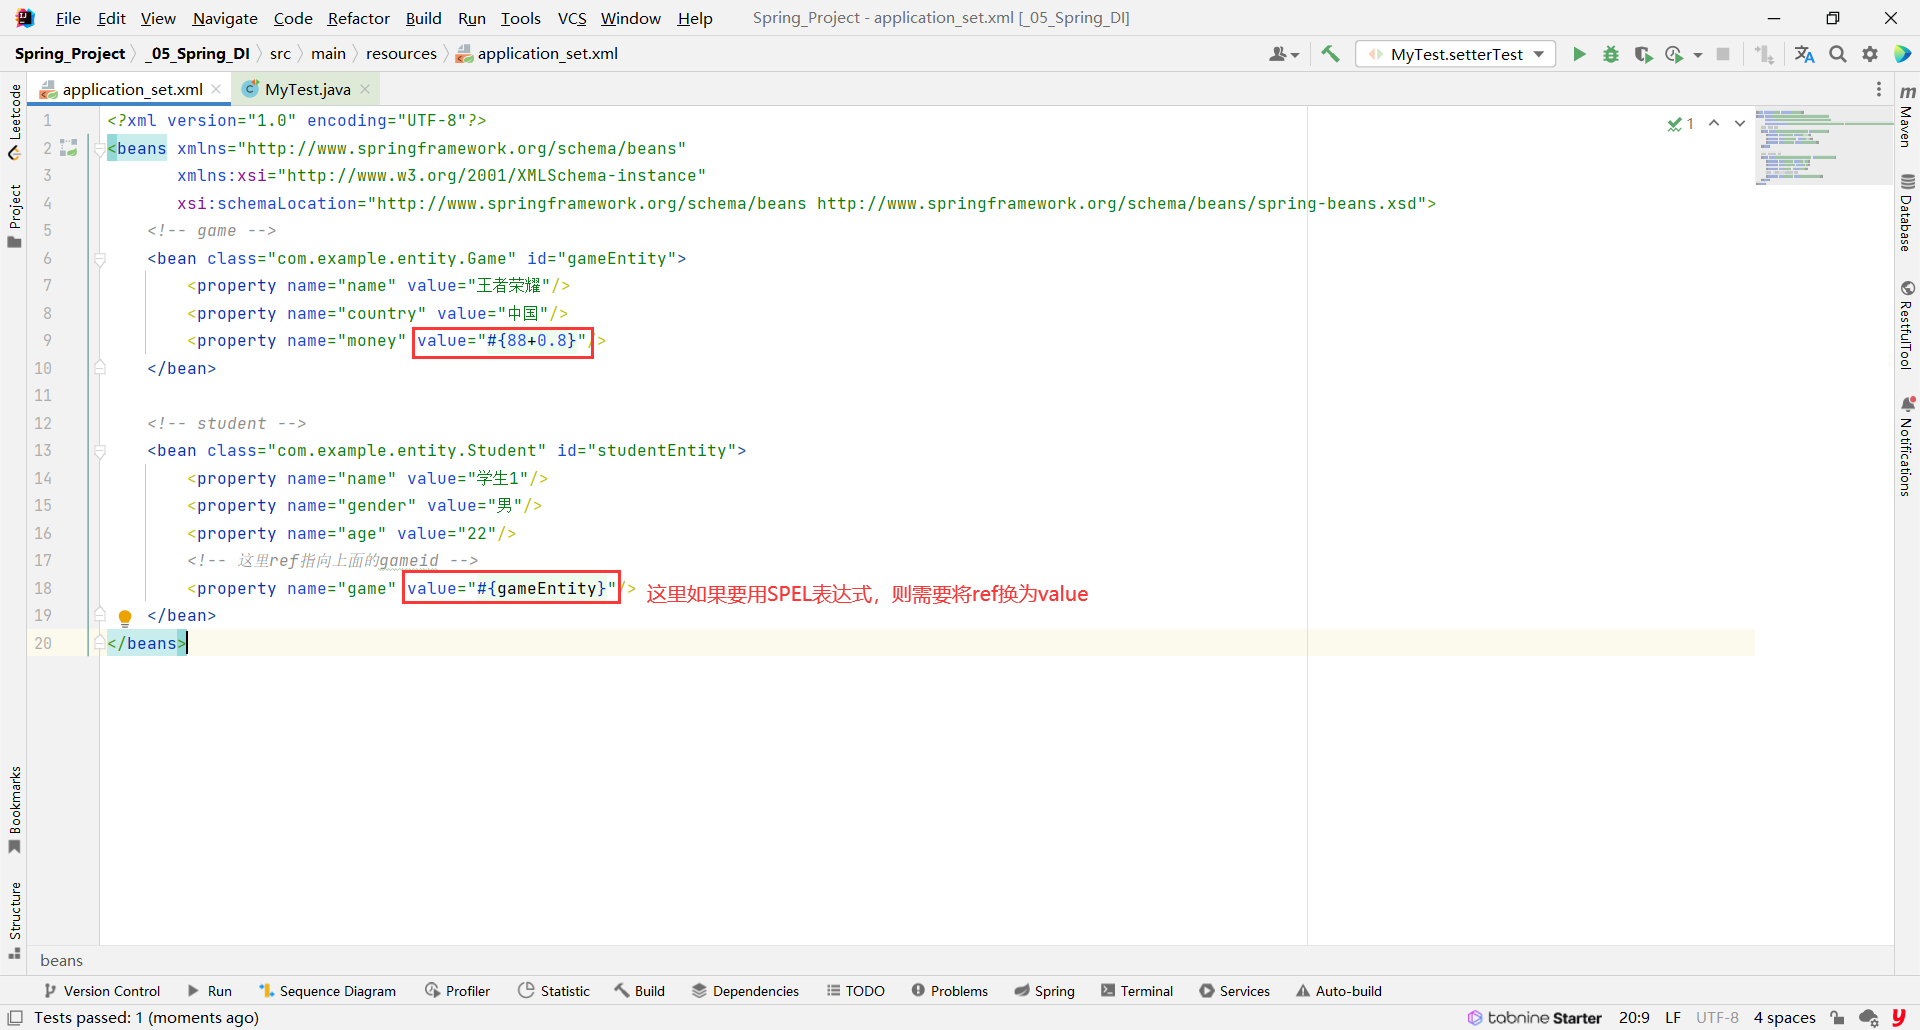 File Edit View Navigate Code Refactor Build Run Tools VCS Window Help Spring_Project - application_set.xml [_05_Spring_DI]
Spring_Project _05_Spring_DI src main resources application_set.xml MyTest.setterTest
application_set.xml MyTest.java
1 <?xml version="1.0" encoding="UTF-8"?>
2 <beans xmlns="http://www.springframework.org/schema/beans"
3 xmlns:xsi="http://www.w3.org/2001/XMLSchema-instance"
4 xsi:schemaLocation="http://www.springframework.org/schema/beans http://www.springframework.org/schema/beans/spring-beans.xsd">
5 <!-- game -->
6 <bean class="com.example.entity.Game" id="gameEntity">
7 <property name="name" value="王者荣耀"/>
8 <property name="country" value="中国"/>
9 <property name="money" value="#{88+0.8}"/>
10 </bean>
11
12 <!-- student -->
13 <bean class="com.example.entity.Student" id="studentEntity">
14 <property name="name" value="学生1"/>
15 <property name="gender" value="男"/>
16 <property name="age" value="22"/>
17 <!-- 这里ref指向上面的gameid -->
18 <property name="game" value="#{gameEntity}"/> 这里如果要用SPEL表达式，则需要将ref换为value
19 </bean>
20 </beans>
1
Leetcode
Project
Bookmarks
Structure
m
Maven
Database
RestfulTool
Notifications
beans
Version Control Run Sequence Diagram Profiler Statistic Build Dependencies TODO Problems Spring Terminal Services Auto-build
Tests passed: 1 (moments ago) tabnine Starter 20:9 LF UTF-8 4 spaces y